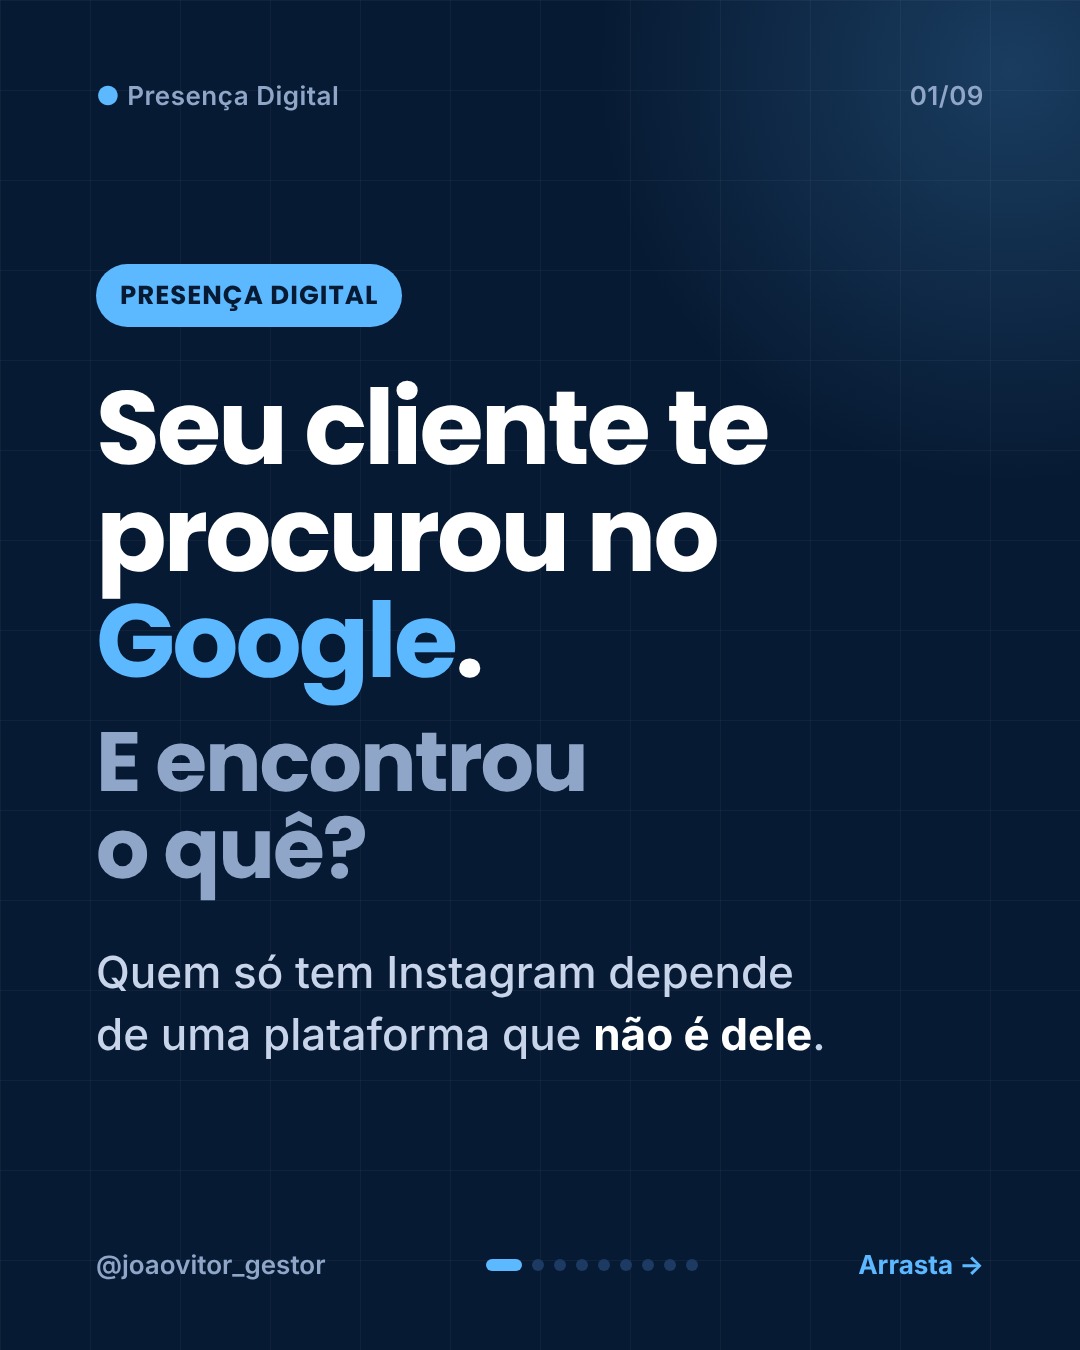 Presença Digital
01/09
PRESENÇA DIGITAL
Seu cliente te
procurou no
Google.
E encontrou
o quê?
Quem só tem Instagram depende
de uma plataforma que não é dele.
@joaovitor_gestor
Arrasta →